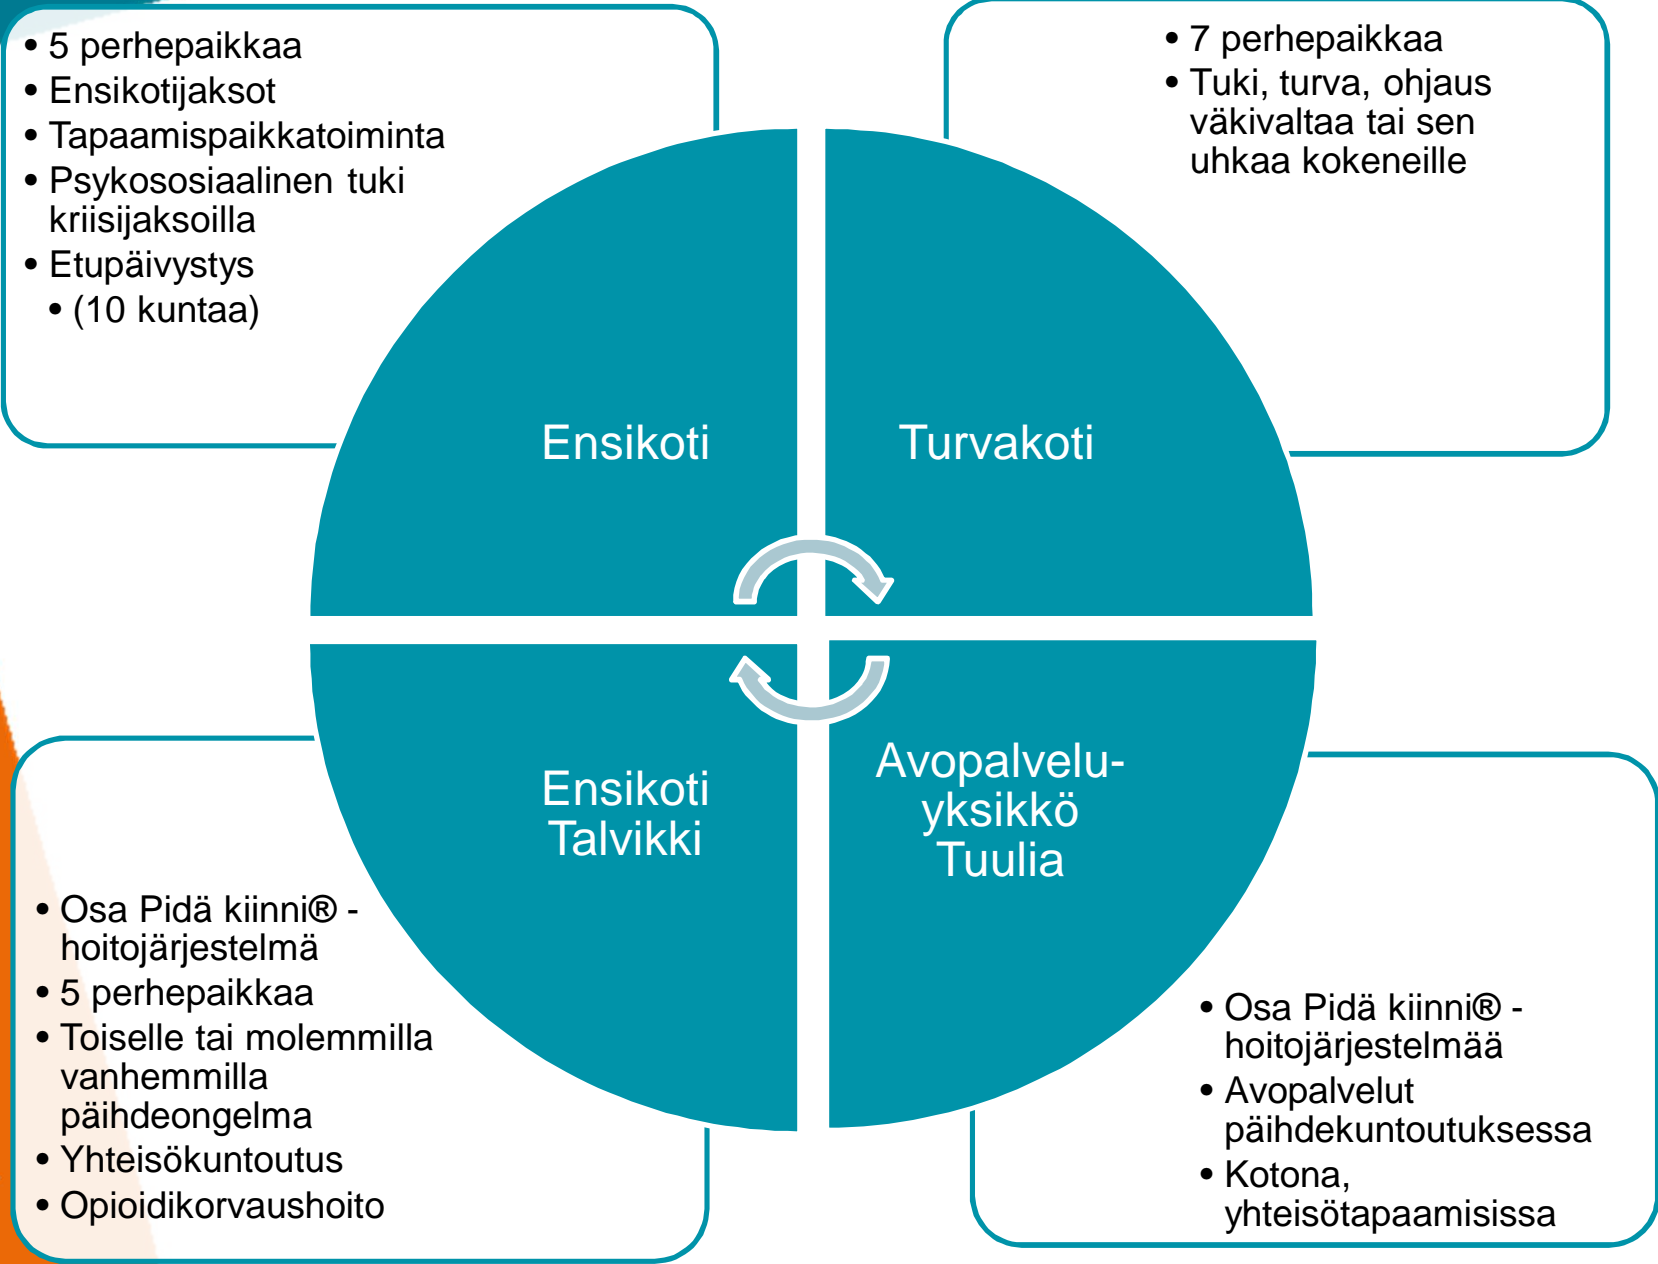 • 5 perhepaikkaa
• Ensikotijaksot
• Tapaamispaikkatoiminta
• Psykososiaalinen tuki
kriisijaksoilla
• Etupäivystys
• (10 kuntaa)
• 7 perhepaikkaa
• Tuki, turva, ohjaus
väkivaltaa tai sen
uhkaa kokeneille
Ensikoti
Turvakoti
Ensikoti
Talvikki
Avopalvelu-
yksikkö
Tuulia
• Osa Pidä kiinni® -
hoitojärjestelmä
• 5 perhepaikkaa
• Toiselle tai molemmilla
vanhemmilla
päihdeongelma
• Yhteisökuntoutus
• Opioidikorvaushoito
• Osa Pidä kiinni® -
hoitojärjestelmää
• Avopalvelut
päihdekuntoutuksessa
• Kotona,
yhteisötapaamisissa